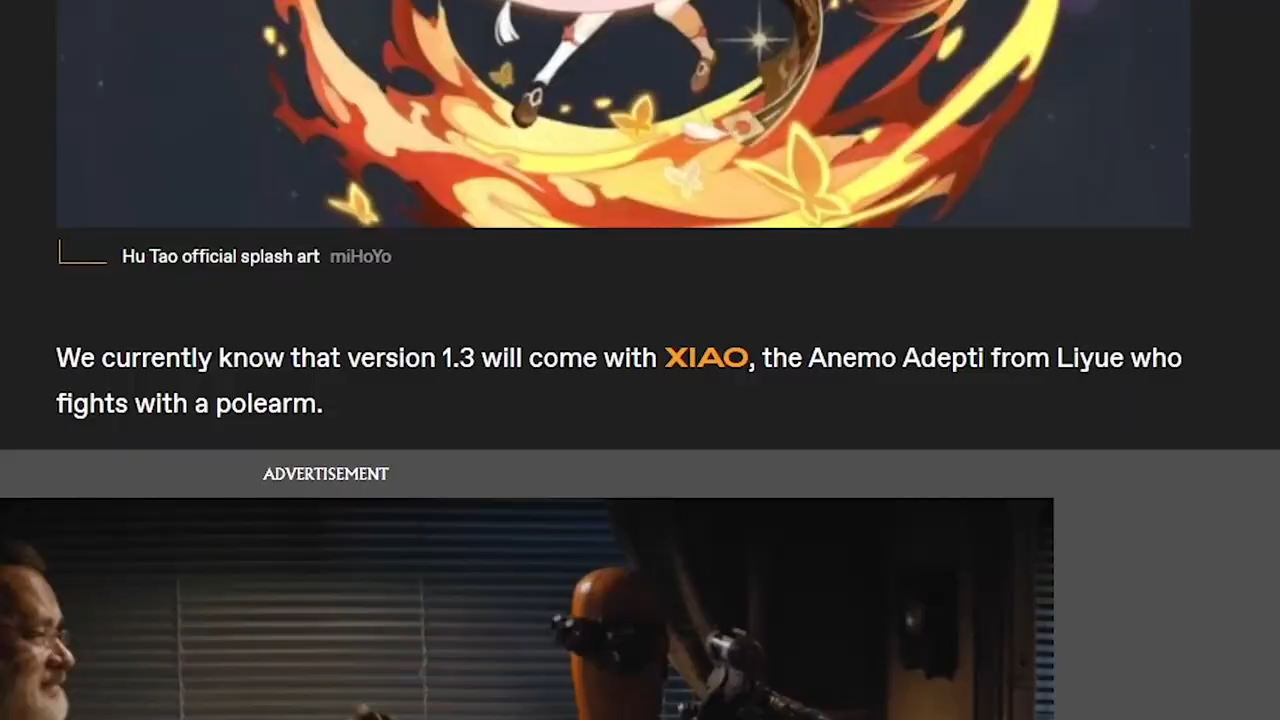 Hu Tao official splash art miHoYo
We currently know that version 1.3 will come with XIAO, the Anemo Adepti from Liyue who
fights with a polearm.
ADVERTISEMENT